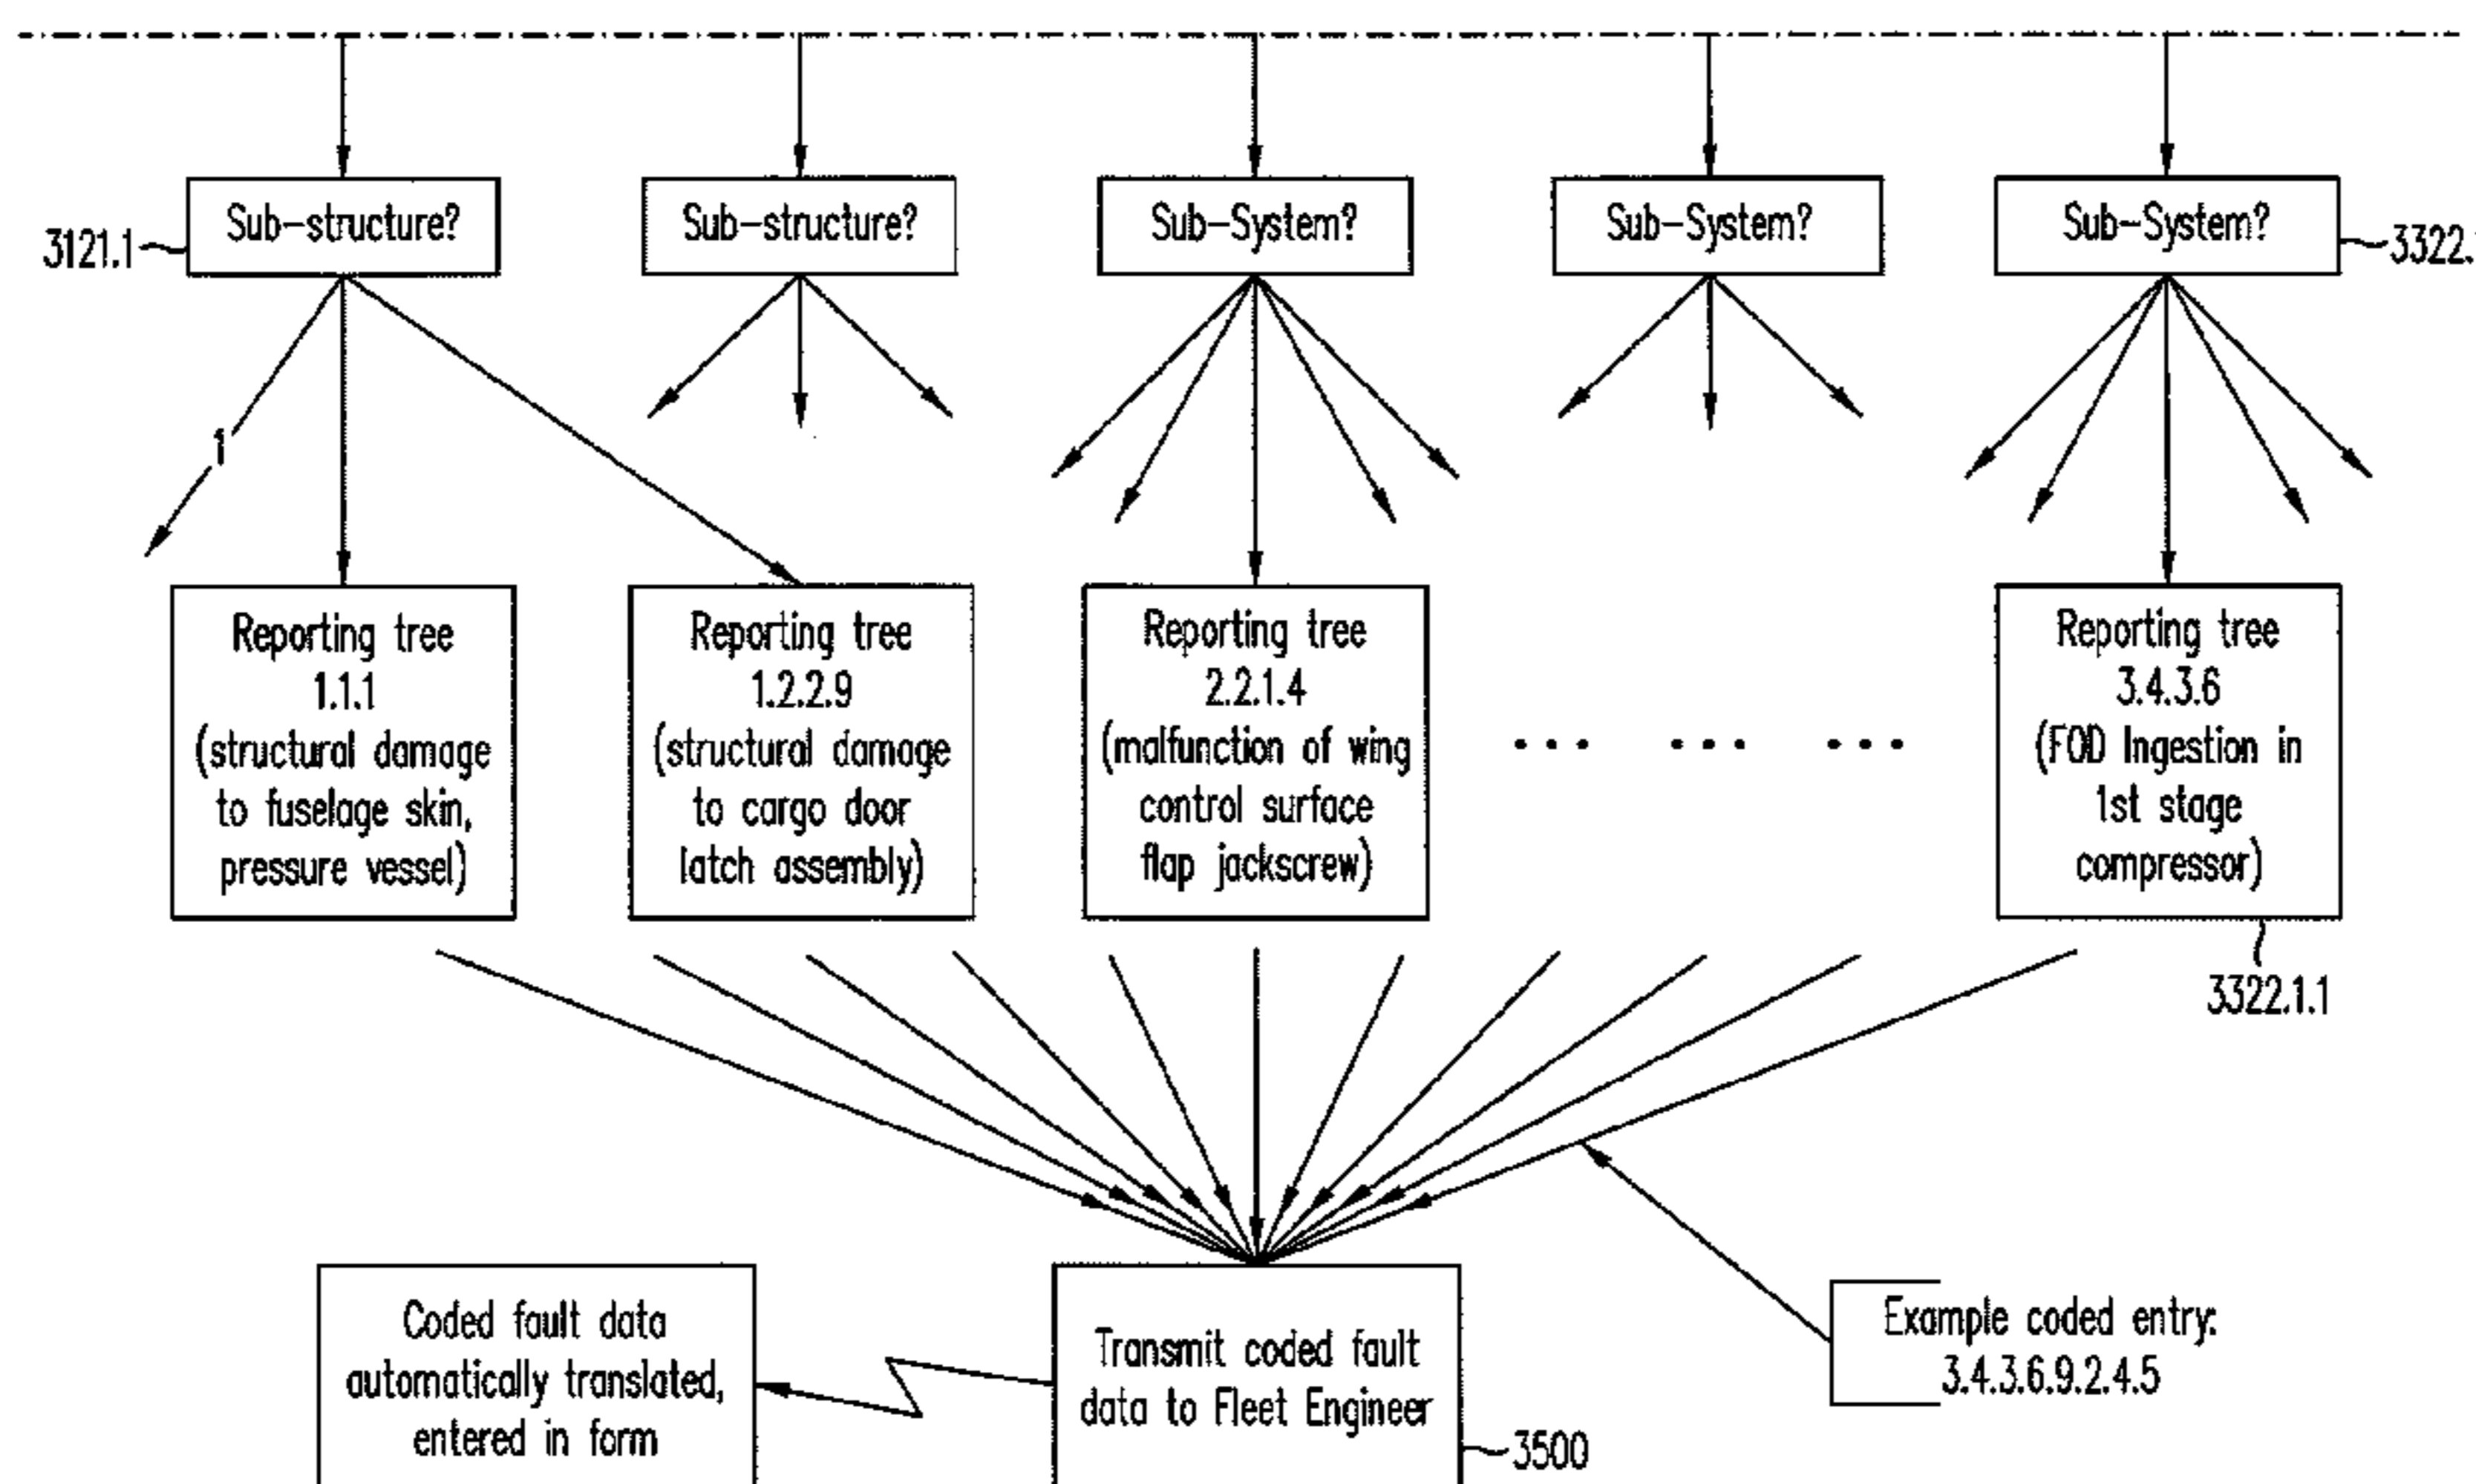 Sub-structure?
Sub-structure?
Sub-System?
Sub-System?
Sub-System?
3121.1
3322.
1
Reporting tree
1.1.1
(structural damage
to fuselage skin,
pressure vessel)
Reporting tree
1.2.2.9
(structural damage
to cargo door
latch assembly)
Reporting tree
2.2.1.4
(malfunction of wing
control surface
flap jackscrew)
... ... ...
Reporting tree
3.4.3.6
(FOD Ingestion in
1st stage
compressor)
3322.1.1
Coded fault data
automatically translated,
entered in form
Transmit coded fault
data to Fleet Engineer
3500
Example coded entry:
3.4.3.6.9.2.4.5